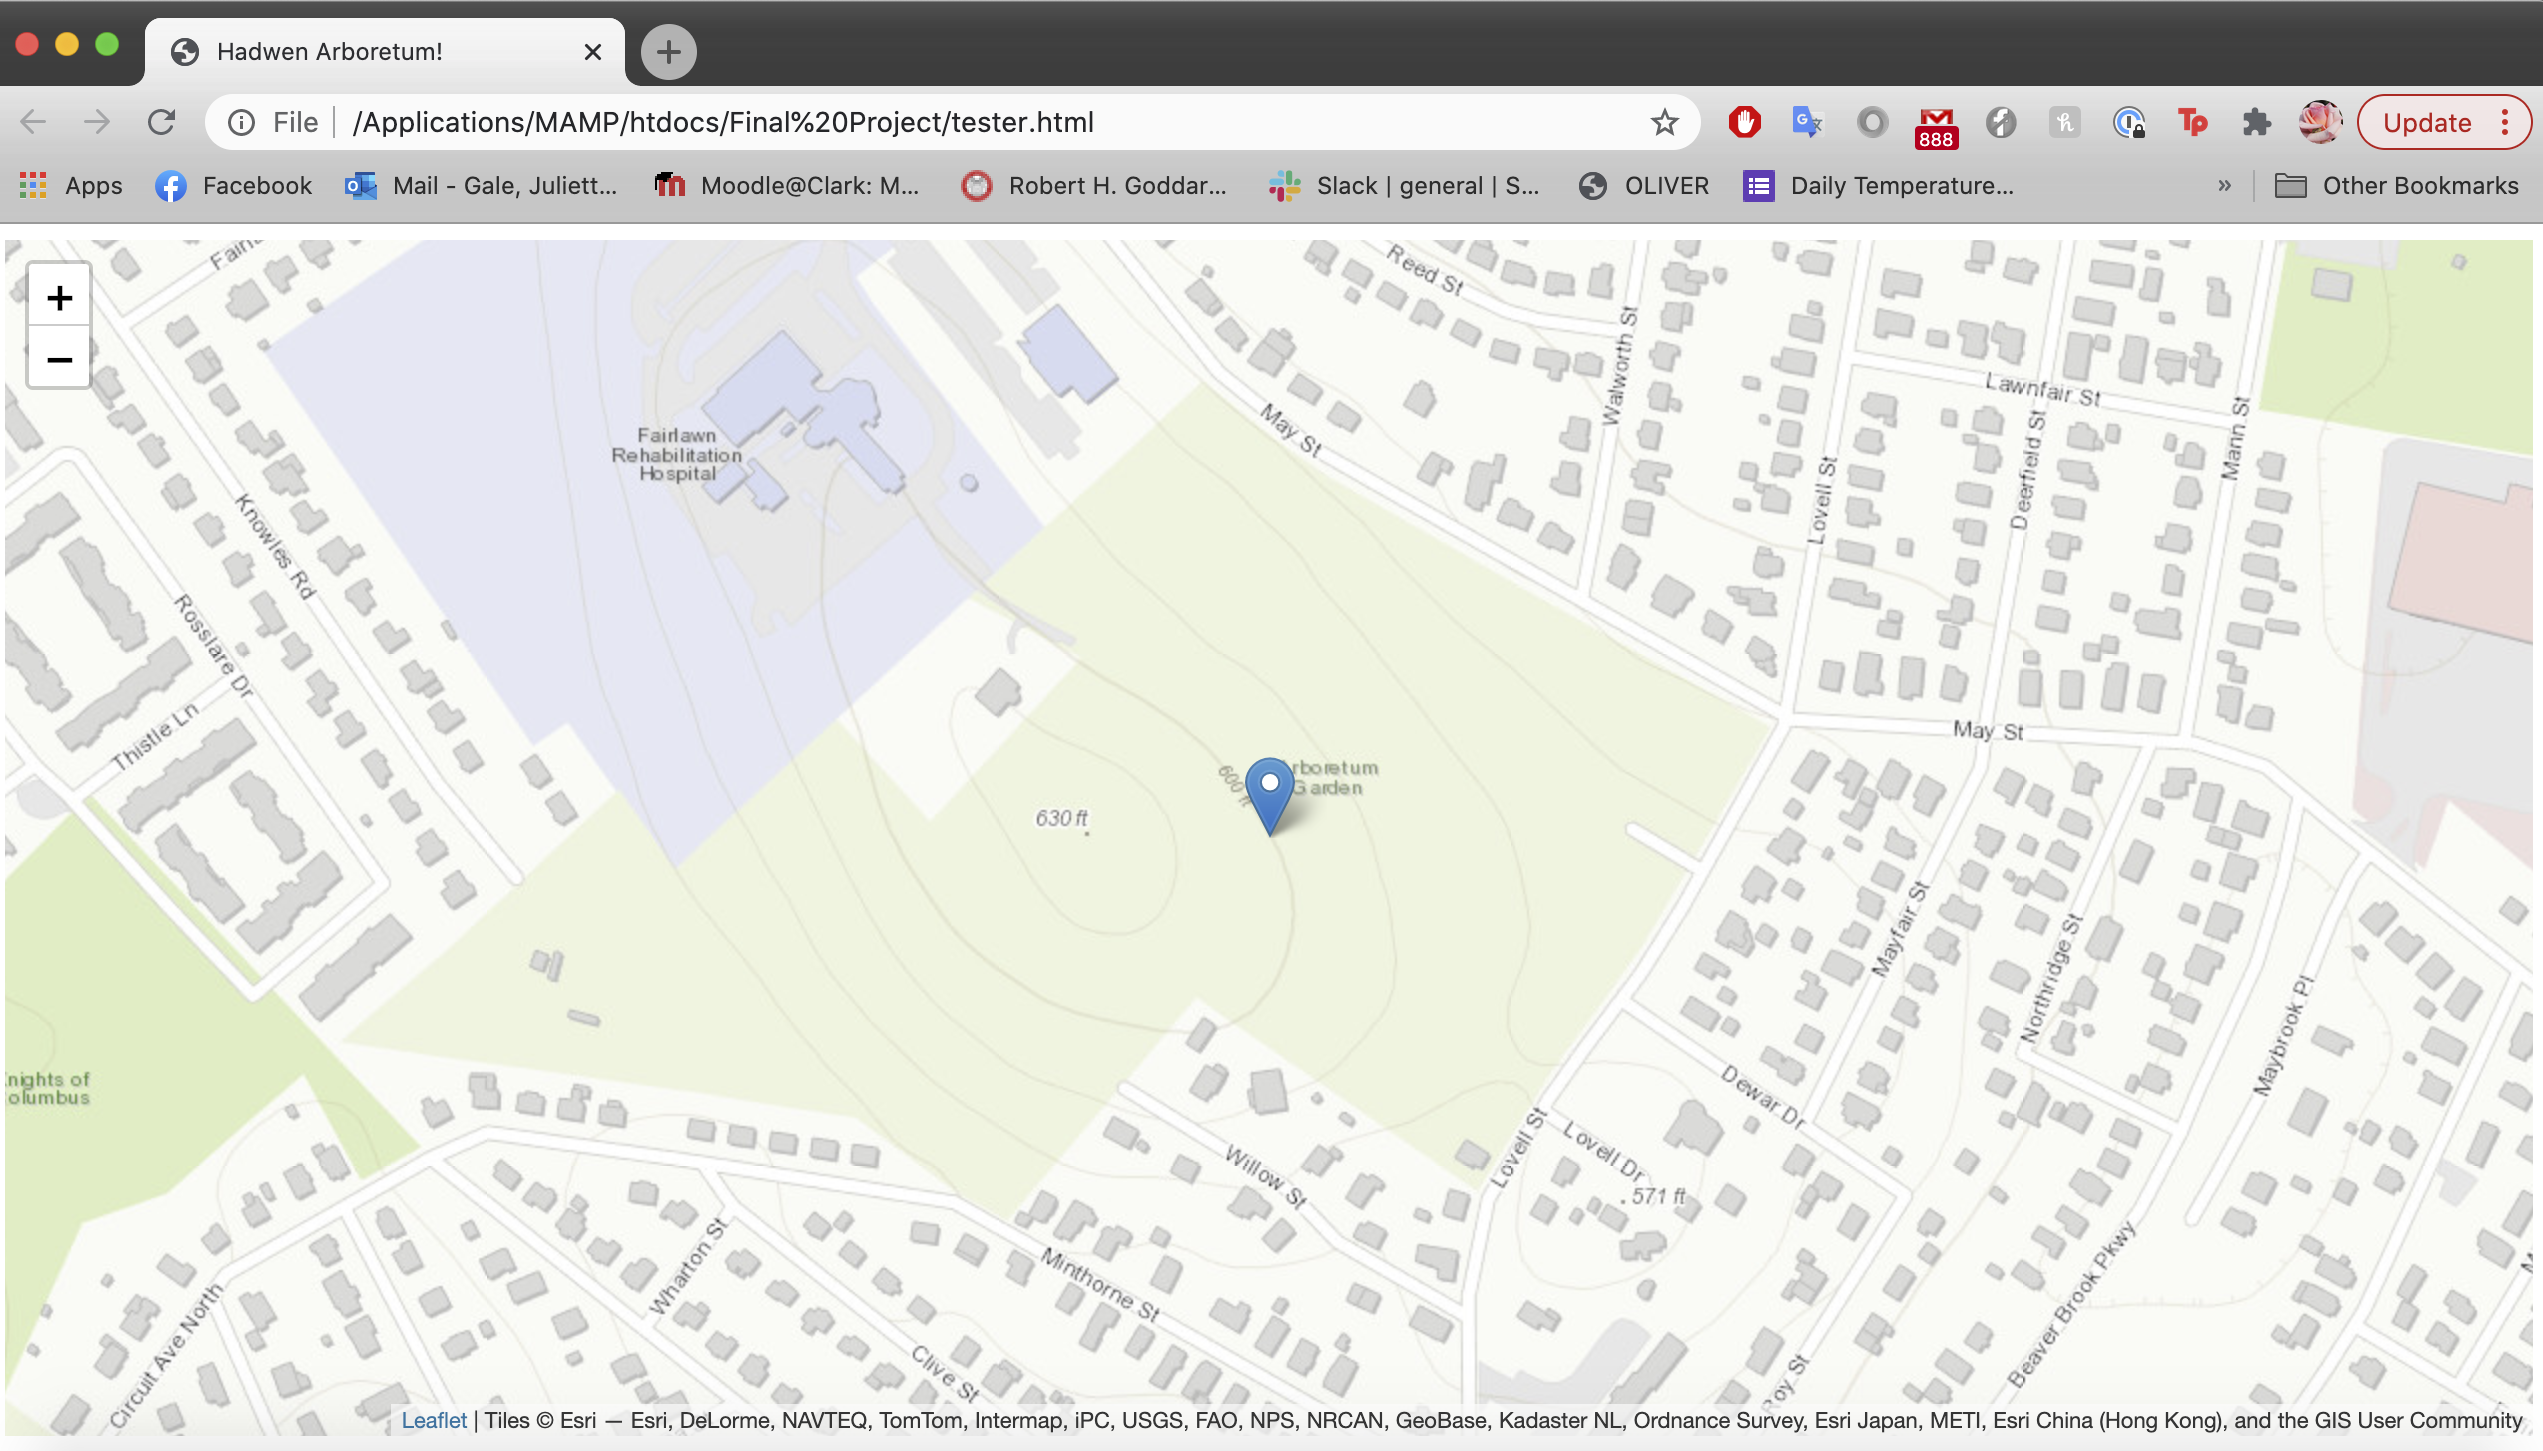 Hadwen Arboretum!
File /Applications/MAMP/htdocs/Final%20Project/tester.html
888
Tp
Update
Apps
Facebook
Mail - Gale, Juliett...
Moodle@Clark: M...
Robert H. Goddar...
Slack | general | S...
OLIVER
Daily Temperature...
»
Other Bookmarks
+
−
Reed St
Walworth St
May St
Lawnfair St
Lovell St
Deerfield St
Mann St
Fairlawn
Rehabilitation
Hospital
Knowles Rd
Rosslare Dr
Thistle Ln
May St
rboretum
Garden
600 ft
630 ft
Mayfair St
Northridge St
Maybrook Pl
nights of
olumbus
Dewar Dr
Lovell St
Lovell Dr
571 ft
Willow St
Wharton St
Minthorne St
Circuit Ave North
Clive St
Roy St
Beaver Brook Pkwy
Leaflet | Tiles © Esri — Esri, DeLorme, NAVTEQ, TomTom, Intermap, iPC, USGS, FAO, NPS, NRCAN, GeoBase, Kadaster NL, Ordnance Survey, Esri Japan, METI, Esri China (Hong Kong), and the GIS User Community